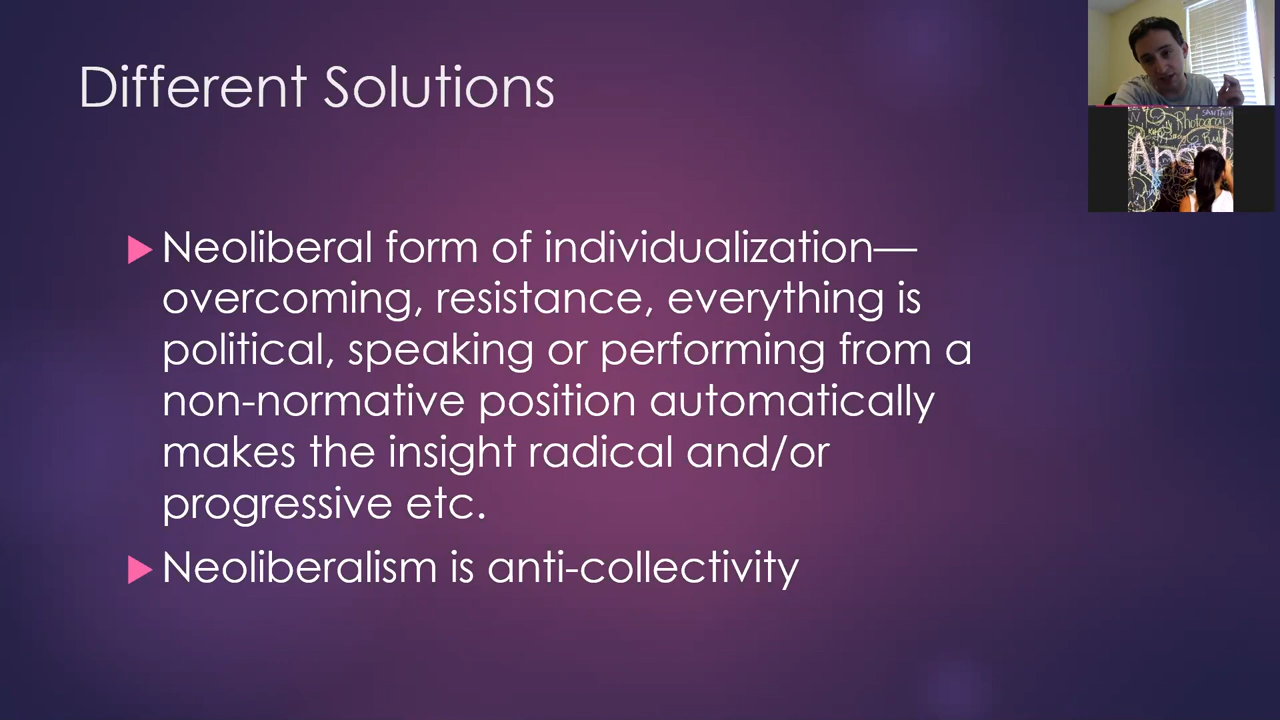 Different Solutions
Neoliberal form of individualization—
overcoming, resistance, everything is
political, speaking or performing from a
non-normative position automatically
makes the insight radical and/or
progressive etc.
Neoliberalism is anti-collectivity